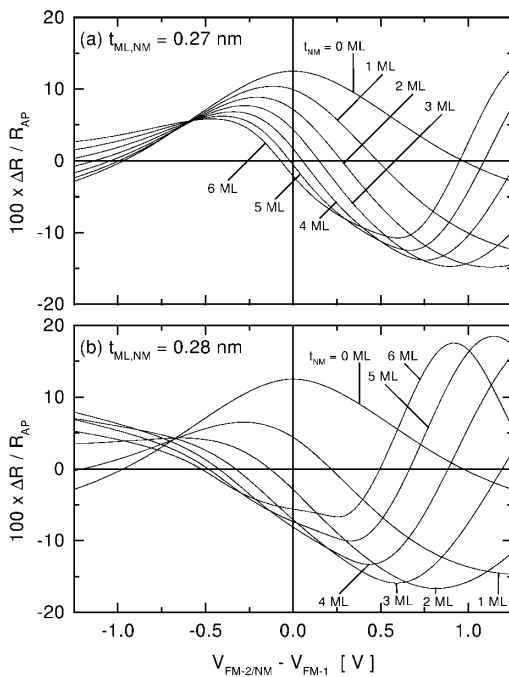 (a) t_ML,NM = 0.27 nm
t_NM = 0 ML
1 ML
2 ML
3 ML
6 ML
5 ML
4 ML
100 x ΔR / R_AP
20
10
0
-10
-20
(b) t_ML,NM = 0.28 nm
t_NM = 0 ML
6 ML
5 ML
4 ML
3 ML
2 ML
1 ML
100 x ΔR / R_AP
20
10
0
-10
-20
-1.0
-0.5
0.0
0.5
1.0
V_FM-2/NM - V_FM-1 [ V ]